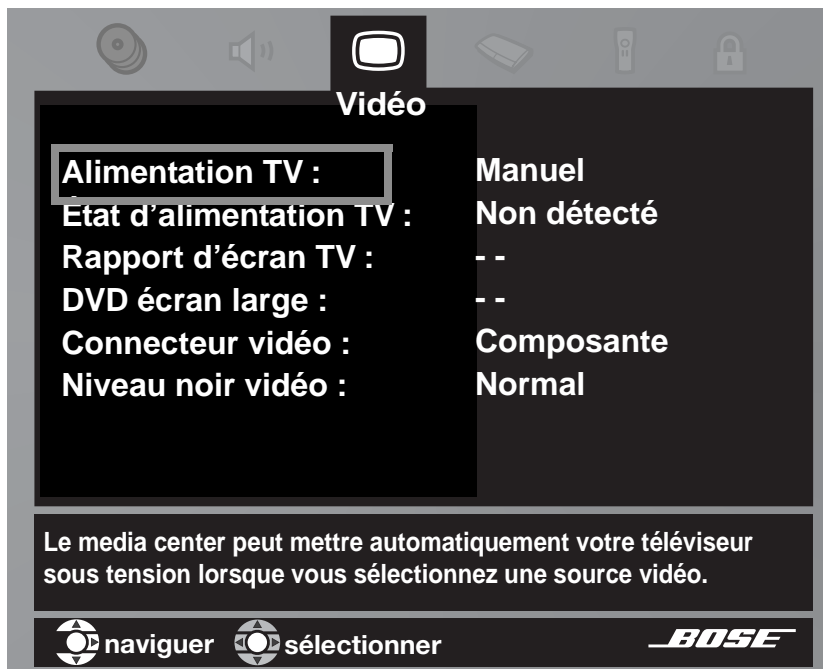 Vidéo
Alimentation TV : Manuel
État d’alimentation TV : Non détecté
Rapport d’écran TV : - -
DVD écran large : - -
Connecteur vidéo : Composante
Niveau noir vidéo : Normal
Le media center peut mettre automatiquement votre téléviseur
sous tension lorsque vous sélectionnez une source vidéo.
naviguer sélectionner BOSE